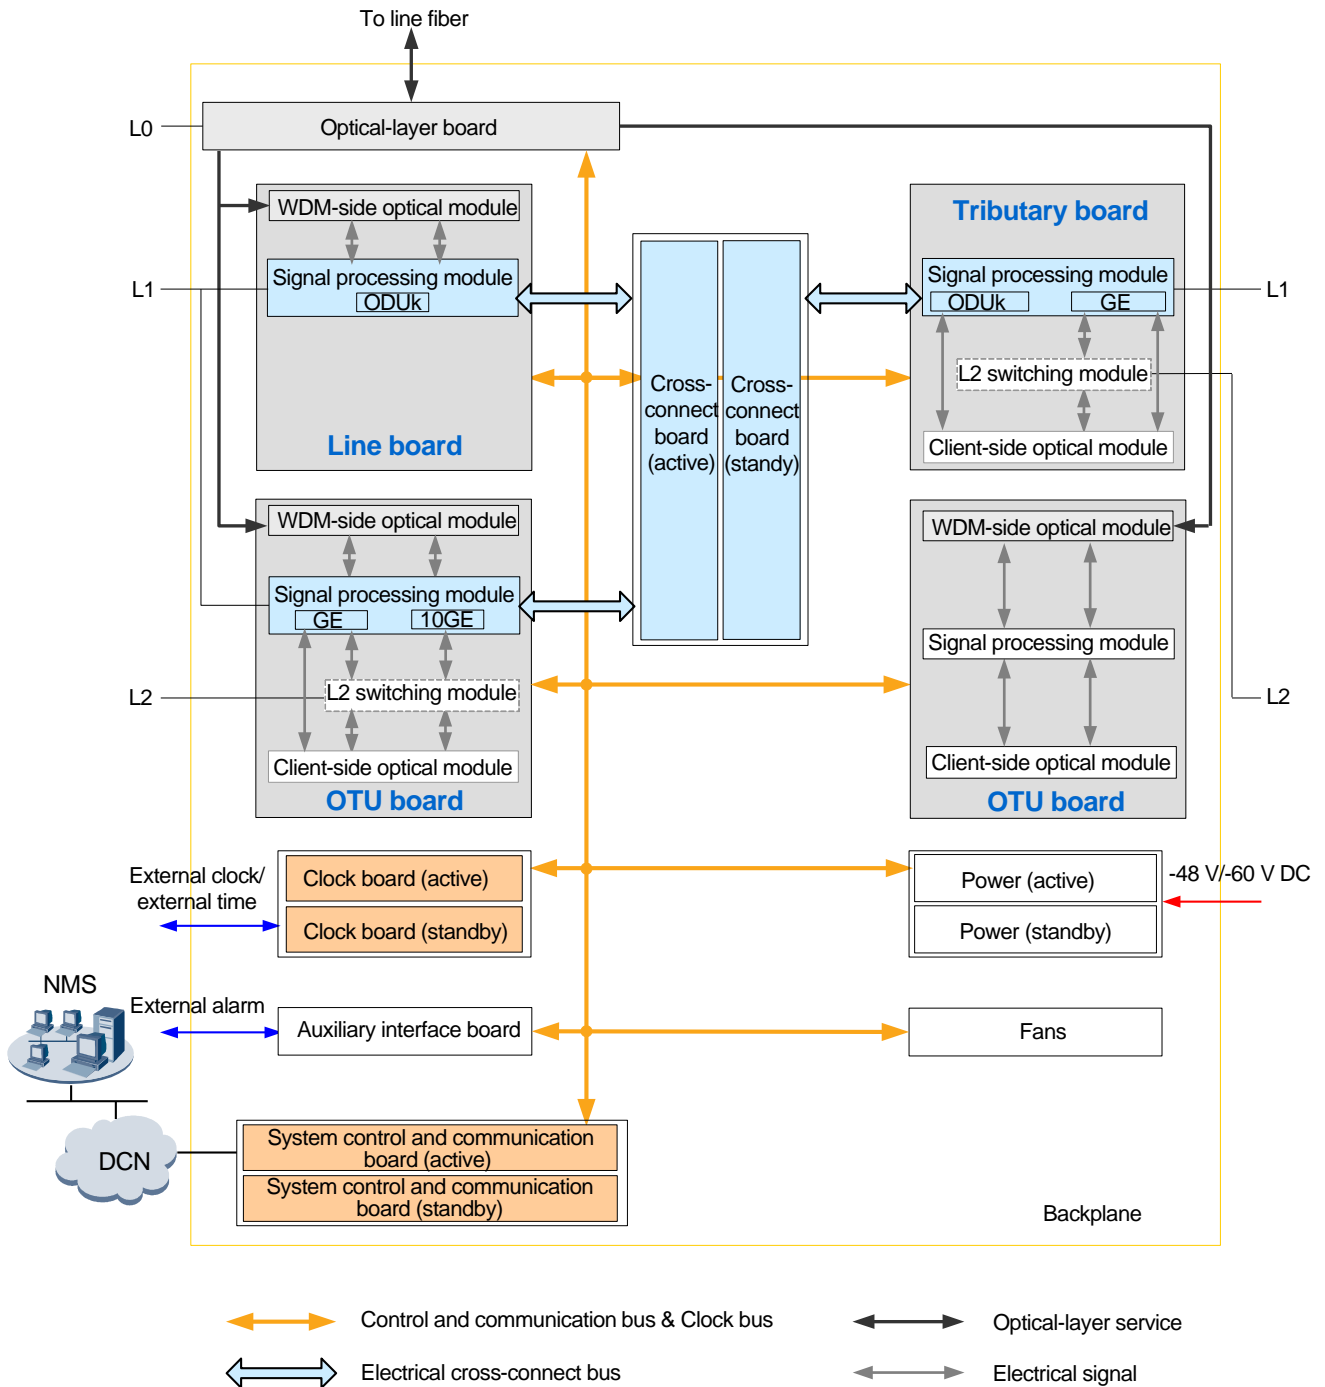 To line fiber
L0
Optical-layer board
WDM-side optical module
Signal processing module
ODUk
L1
Line board
Tributary board
Signal processing module
ODUk
GE
L1
L2 switching module
Client-side optical module
Cross-
connect
board
(active)
Cross-
connect
board
(standy)
WDM-side optical module
Signal processing module
GE
10GE
L2
L2 switching module
Client-side optical module
OTU board
WDM-side optical module
Signal processing module
L2
Client-side optical module
OTU board
External clock/
external time
Clock board (active)
Clock board (standby)
Power (active)
Power (standby)
-48 V/-60 V DC
NMS
External alarm
Auxiliary interface board
Fans
DCN
System control and communication
board (active)
System control and communication
board (standby)
Backplane
Control and communication bus & Clock bus
Optical-layer service
Electrical cross-connect bus
Electrical signal